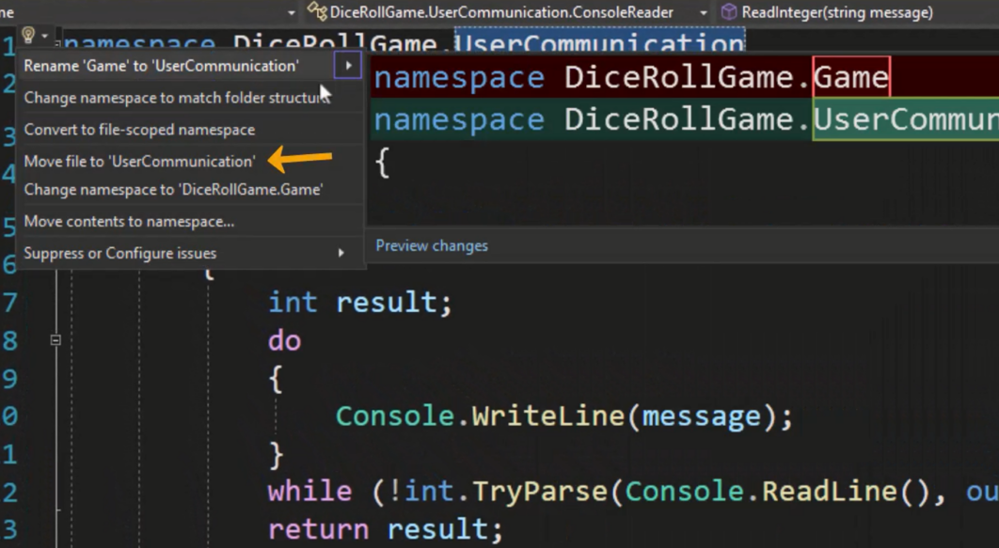 me
DiceRollGame.UserCommunication.ConsoleReader
ReadInteger(string message)
1 namespace DiceRollGame.UserCommunication
Rename 'Game' to 'UserCommunication'
Change namespace to match folder structure
Convert to file-scoped namespace
Move file to 'UserCommunication'
Change namespace to 'DiceRollGame.Game'
Move contents to namespace...
Suppress or Configure issues
namespace DiceRollGame.Game
namespace DiceRollGame.UserCommun
{
Preview changes
2
3
4
5
6 {
7 int result;
8 do
9 {
0 Console.WriteLine(message);
1 }
2 while (!int.TryParse(Console.ReadLine(), ou
3 return result;